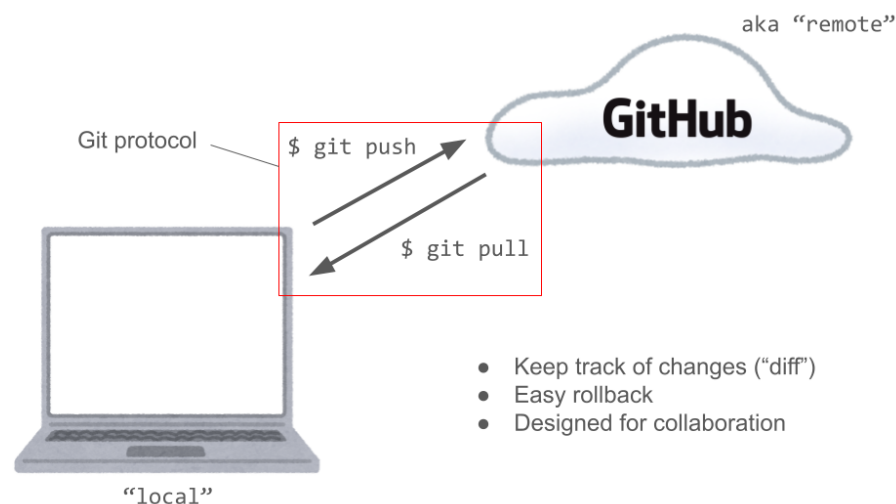 aka “remote”
GitHub
Git protocol
$ git push
$ git pull
● Keep track of changes (“diff”)
● Easy rollback
● Designed for collaboration
“local”